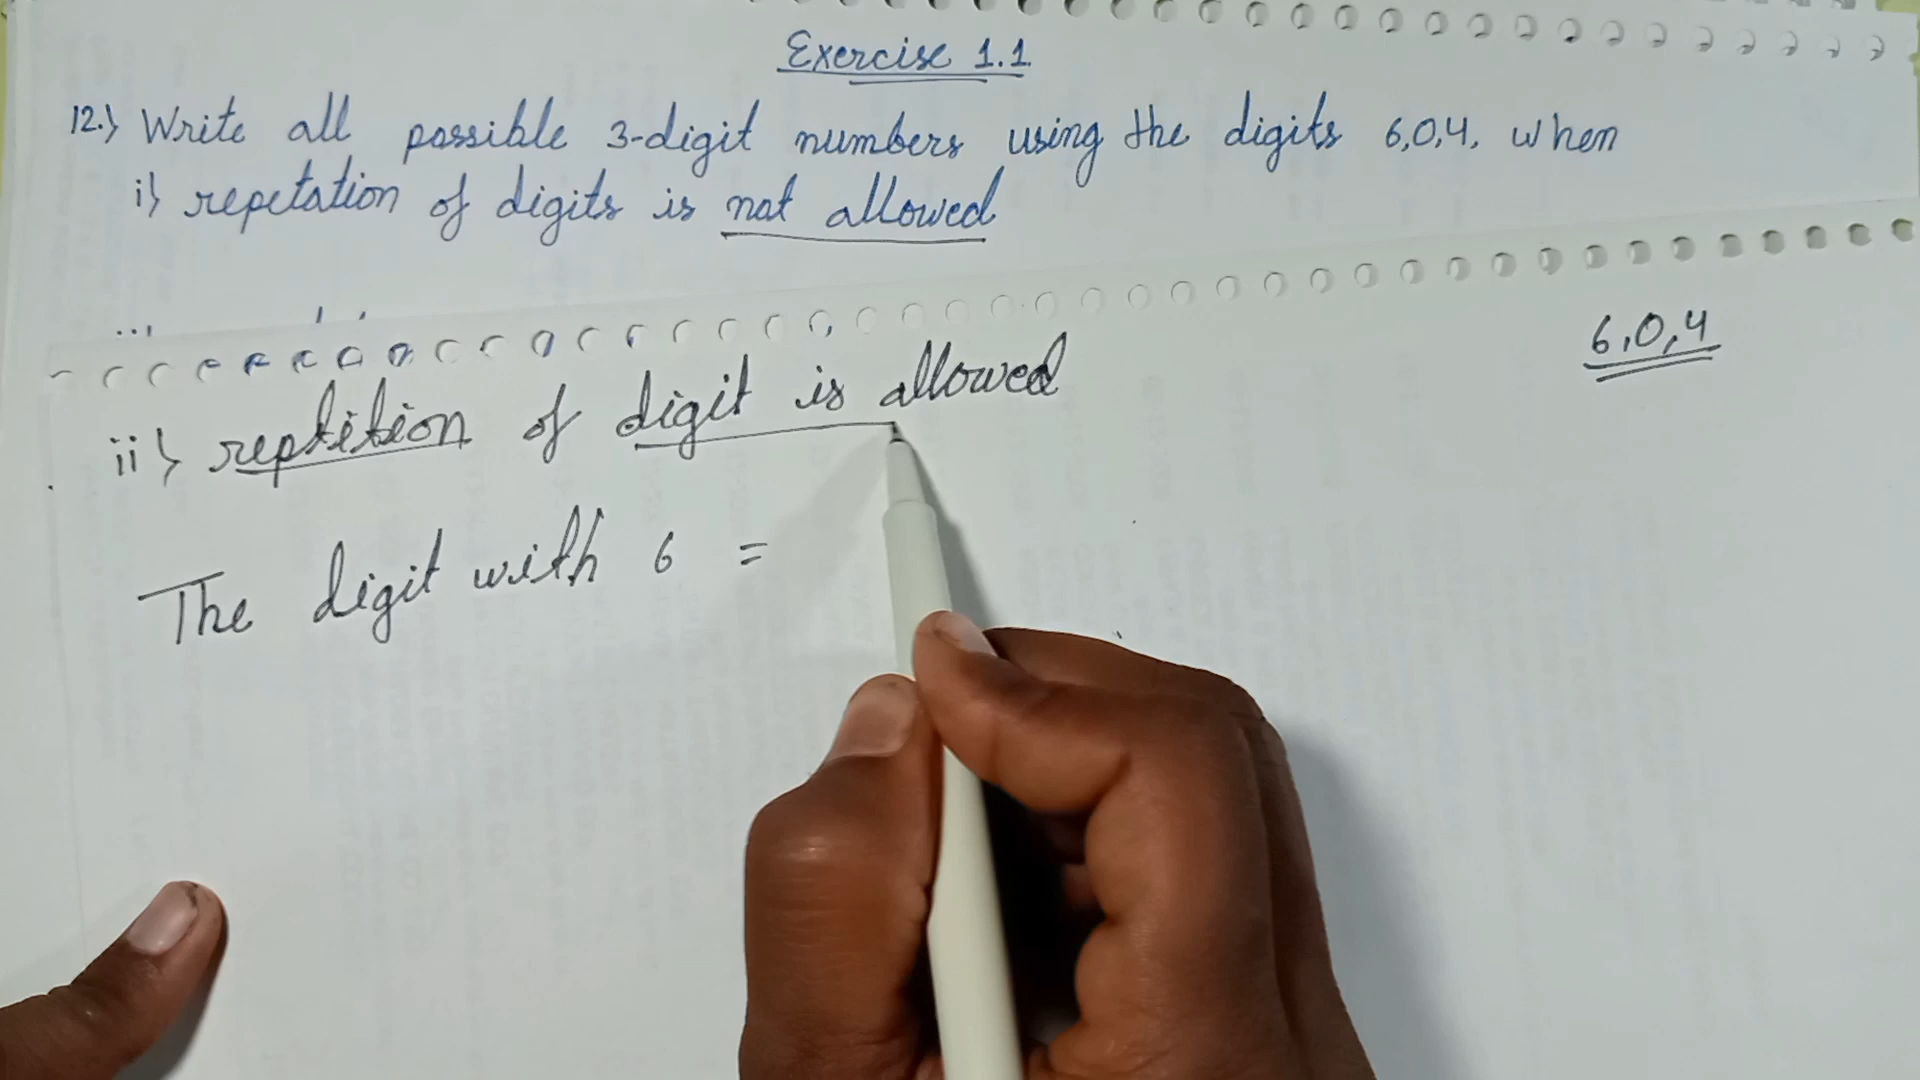 Exercise 1.1
12.) Write all possible 3-digit numbers using the digits 6,0,4, when
i) repetation of digits is not allowed
6,0,4
ii) reptition of digit is allowed
The digit with 6 =